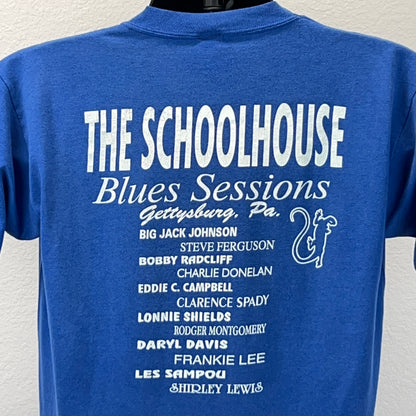 THE SCHOOLHOUSE
Blues Sessions
Gettysburg, Pa.
BIG JACK JOHNSON
STEVE FERGUSON
BOBBY RADCLIFF
CHARLIE DONELAN
EDDIE C. CAMPBELL
CLARENCE SPADY
LONNIE SHIELDS
RODGER MONTGOMERY
DARYL DAVIS
FRANKIE LEE
LES SAMPOU
SHIRLEY LEWIS